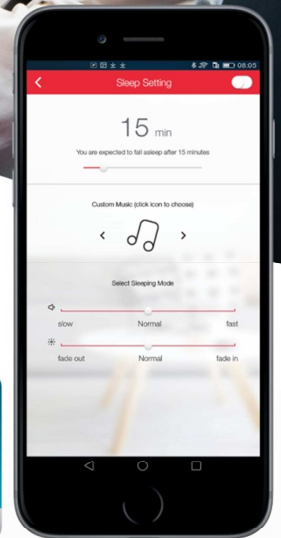 08:05
Sleep Setting
15 min
You are expected to fall asleep after 15 minutes
Custom Music (click icon to choose)
Select Sleeping Mode
slow Normal fast
fade out Normal fade in